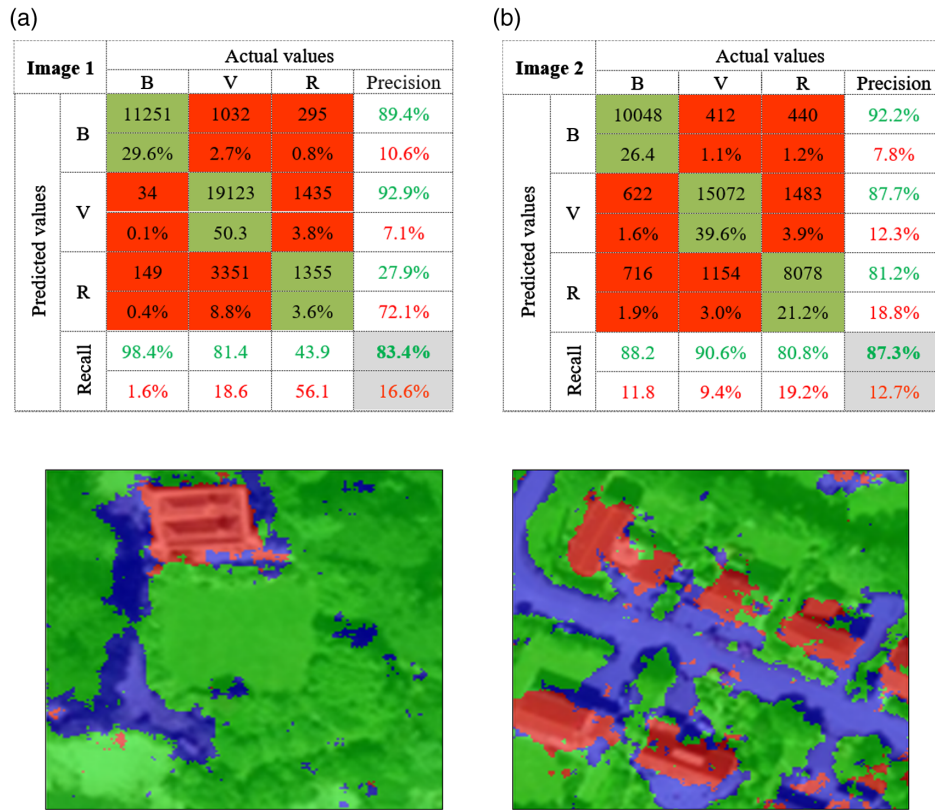 (a)
Image 1 Actual values
B V R Precision
Predicted values
B 11251 1032 295 89.4%
29.6% 2.7% 0.8% 10.6%
V 34 19123 1435 92.9%
0.1% 50.3 3.8% 7.1%
R 149 3351 1355 27.9%
0.4% 8.8% 3.6% 72.1%
Recall 98.4% 81.4 43.9 83.4%
1.6% 18.6 56.1 16.6%
(b)
Image 2 Actual values
B V R Precision
Predicted values
B 10048 412 440 92.2%
26.4 1.1% 1.2% 7.8%
V 622 15072 1483 87.7%
1.6% 39.6% 3.9% 12.3%
R 716 1154 8078 81.2%
1.9% 3.0% 21.2% 18.8%
Recall 88.2 90.6% 80.8% 87.3%
11.8 9.4% 19.2% 12.7%